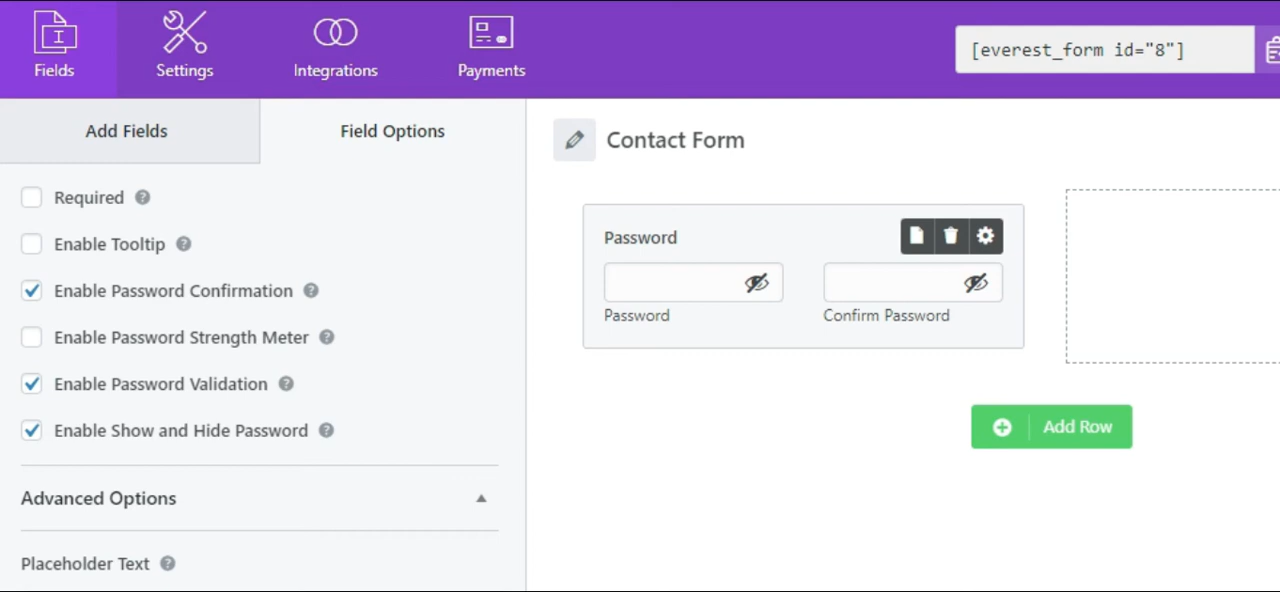 Fields
Settings
Integrations
Payments
[everest_form id="8"]
Add Fields
Field Options
Required
Enable Tooltip
Enable Password Confirmation
Enable Password Strength Meter
Enable Password Validation
Enable Show and Hide Password
Advanced Options
Placeholder Text
Contact Form
Password
Password
Confirm Password
Add Row